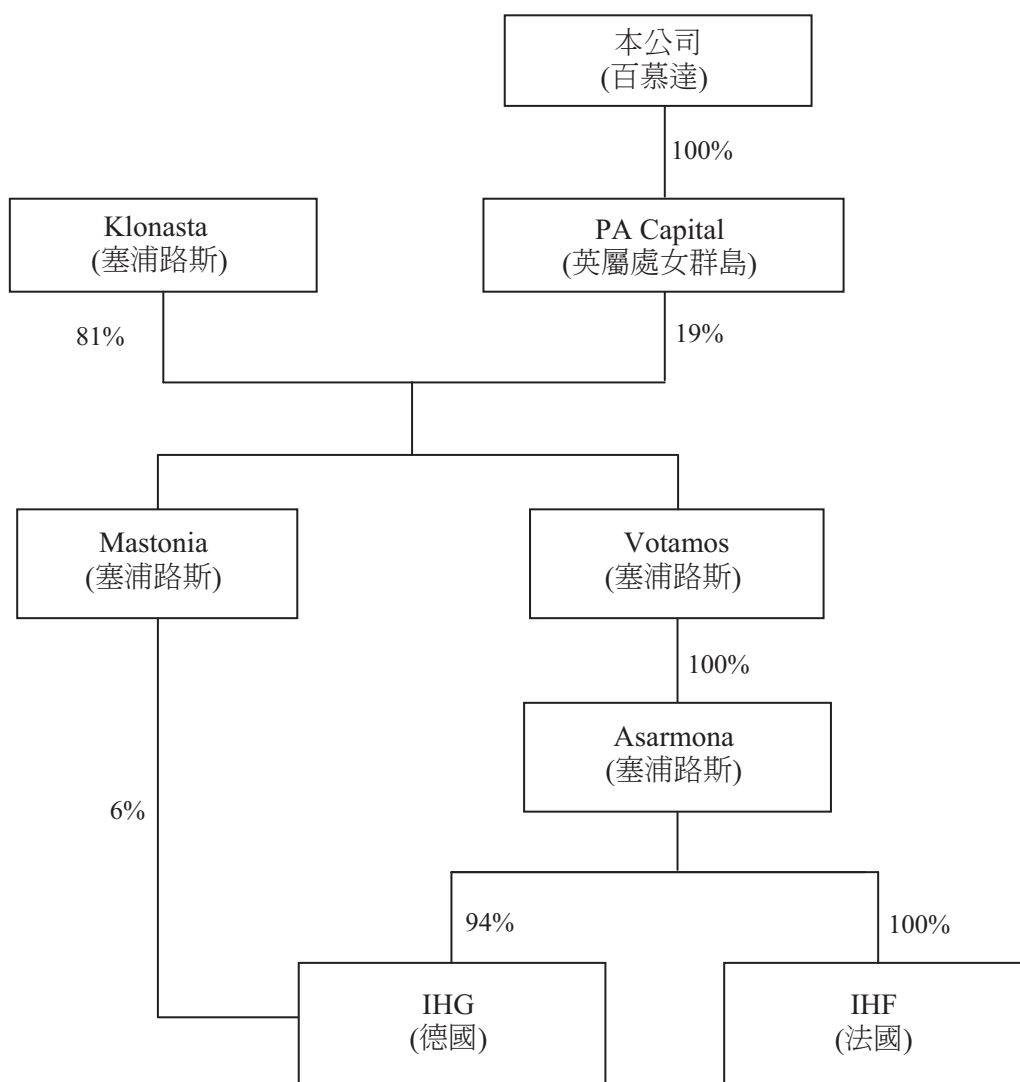 本公司
(百慕達)
100%
Klonasta
(塞浦路斯)
PA Capital
(英屬處女群島)
81%
19%
Mastonia
(塞浦路斯)
Votamos
(塞浦路斯)
100%
Asarmona
(塞浦路斯)
6%
94%
100%
IHG
(德國)
IHF
(法國)